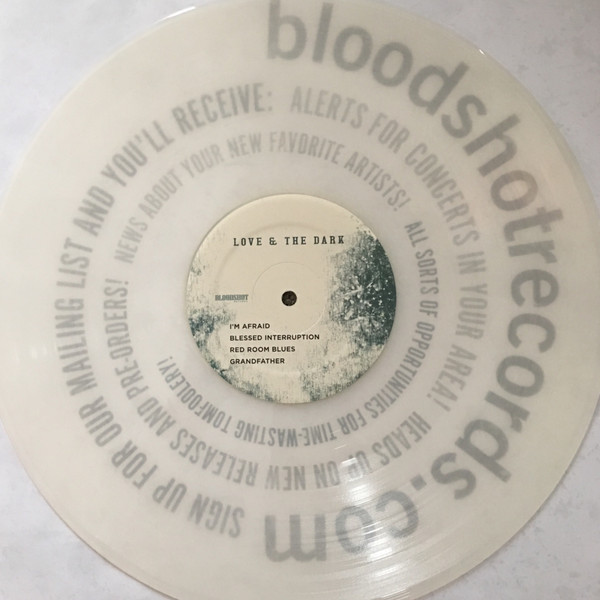 bloodshotrecords.com
SIGN UP FOR OUR MAILING LIST AND YOU'LL RECEIVE: ALERTS FOR CONCERTS IN YOUR AREA! HEADS UP ON NEW RELEASES AND PRE-ORDERS! NEWS ABOUT YOUR NEW FAVORITE ARTISTS! ALL SORTS OF OPPORTUNITIES FOR TIME-WASTING TOMFOOLERY!
LOVE & THE DARK
BLOODSHOT
I'M AFRAID
BLESSED INTERRUPTION
RED ROOM BLUES
GRANDFATHER